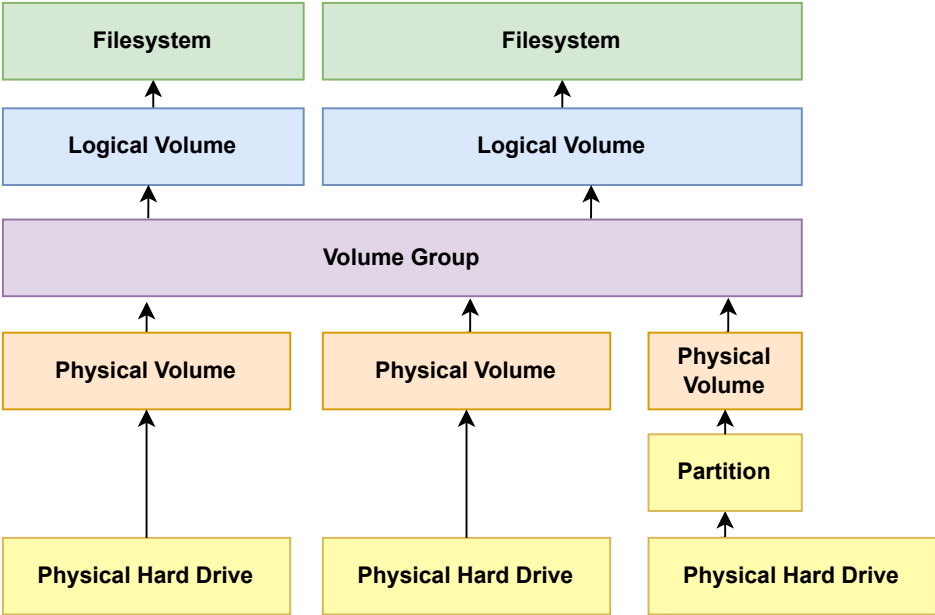 Filesystem
Filesystem
Logical Volume
Logical Volume
Volume Group
Physical Volume
Physical Volume
Physical
Volume
Partition
Physical Hard Drive
Physical Hard Drive
Physical Hard Drive